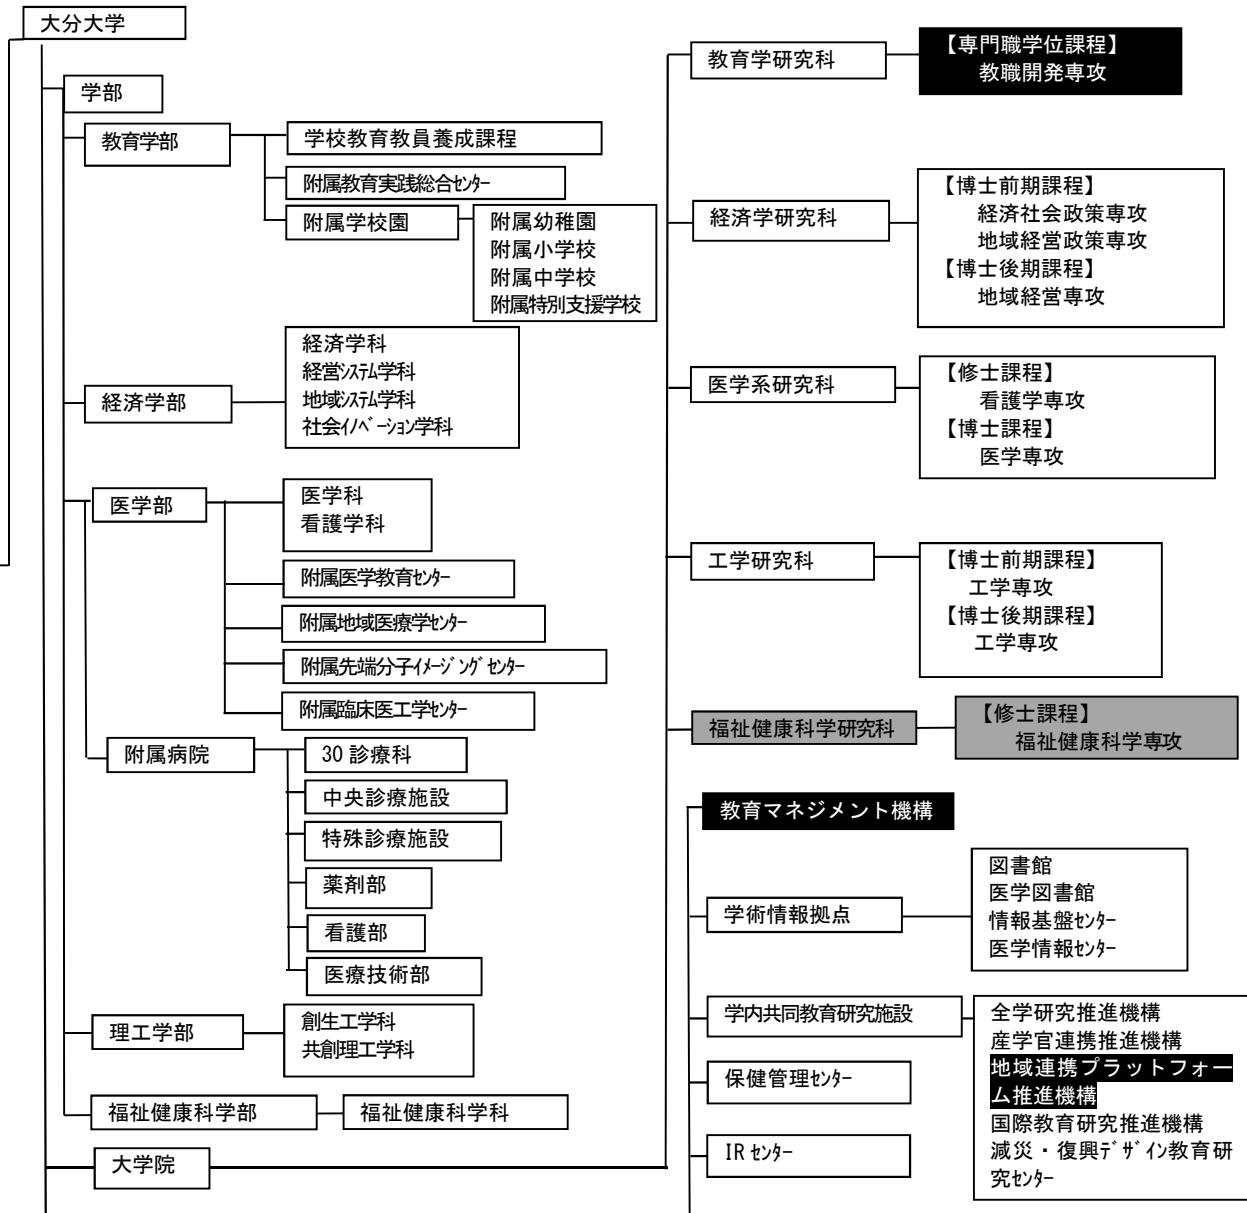 大分大学
学部
教育学部
学校教育教員養成課程
附属教育実践総合ｾﾝﾀｰ
附属学校園
附属幼稚園
附属小学校
附属中学校
附属特別支援学校
経済学部
経済学科
経営ｼｽﾃﾑ学科
地域ｼｽﾃﾑ学科
社会ｲﾉﾍﾞｰｼｮﾝ学科
医学部
医学科
看護学科
附属医学教育ｾﾝﾀｰ
附属地域医療学ｾﾝﾀｰ
附属先端分子ｲﾒｰｼﾞﾝｸﾞｾﾝﾀｰ
附属臨床医工学ｾﾝﾀｰ
附属病院
30 診療科
中央診療施設
特殊診療施設
薬剤部
看護部
医療技術部
理工学部
創生工学科
共創理工学科
福祉健康科学部
福祉健康科学科
大学院
教育学研究科
【専門職学位課程】
教職開発専攻
経済学研究科
【博士前期課程】
経済社会政策専攻
地域経営政策専攻
【博士後期課程】
地域経営専攻
医学系研究科
【修士課程】
看護学専攻
【博士課程】
医学専攻
工学研究科
【博士前期課程】
工学専攻
【博士後期課程】
工学専攻
福祉健康科学研究科
【修士課程】
福祉健康科学専攻
教育マネジメント機構
学術情報拠点
図書館
医学図書館
情報基盤ｾﾝﾀｰ
医学情報ｾﾝﾀｰ
学内共同教育研究施設
全学研究推進機構
産学官連携推進機構
地域連携プラットフォー
ム推進機構
国際教育研究推進機構
減災・復興ﾃﾞｻﾞｲﾝ教育研
究ｾﾝﾀｰ
保健管理ｾﾝﾀｰ
IR ｾﾝﾀｰ